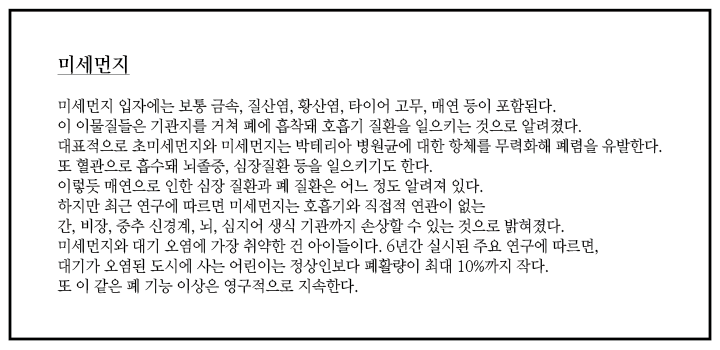 미세먼지
미세먼지 입자에는 보통 금속, 질산염, 황산염, 타이어 고무, 매연 등이 포함된다.
이 이물질들은 기관지를 거쳐 폐에 흡착돼 호흡기 질환을 일으키는 것으로 알려졌다.
대표적으로 초미세먼지와 미세먼지는 박테리아 병원균에 대한 항체를 무력화해 폐렴을 유발한다.
또 혈관으로 흡수돼 뇌졸중, 심장질환 등을 일으키기도 한다.
이렇듯 매연으로 인한 심장 질환과 폐 질환은 어느 정도 알려져 있다.
하지만 최근 연구에 따르면 미세먼지는 호흡기와 직접적 연관이 없는
간, 비장, 중추 신경계, 뇌, 심지어 생식 기관까지 손상할 수 있는 것으로 밝혀졌다.
미세먼지와 대기 오염에 가장 취약한 건 아이들이다. 6년간 실시된 주요 연구에 따르면,
대기가 오염된 도시에 사는 어린이는 정상인보다 폐활량이 최대 10%까지 작다.
또 이 같은 폐 기능 이상은 영구적으로 지속한다.